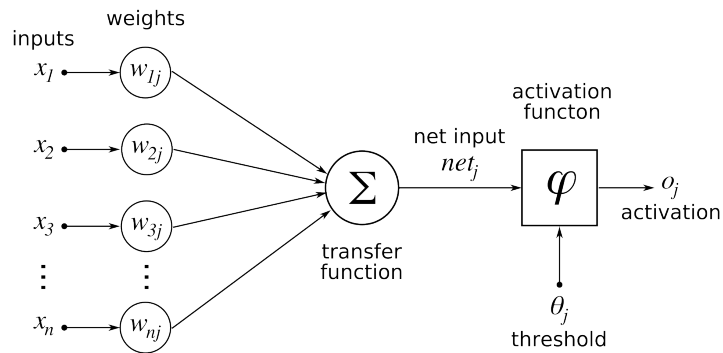 inputs
weights
x1
w1j
x2
w2j
x3
w3j
xn
wnj
Σ
transfer
function
net input
netj
activation
functon
φ
oj
activation
θj
threshold